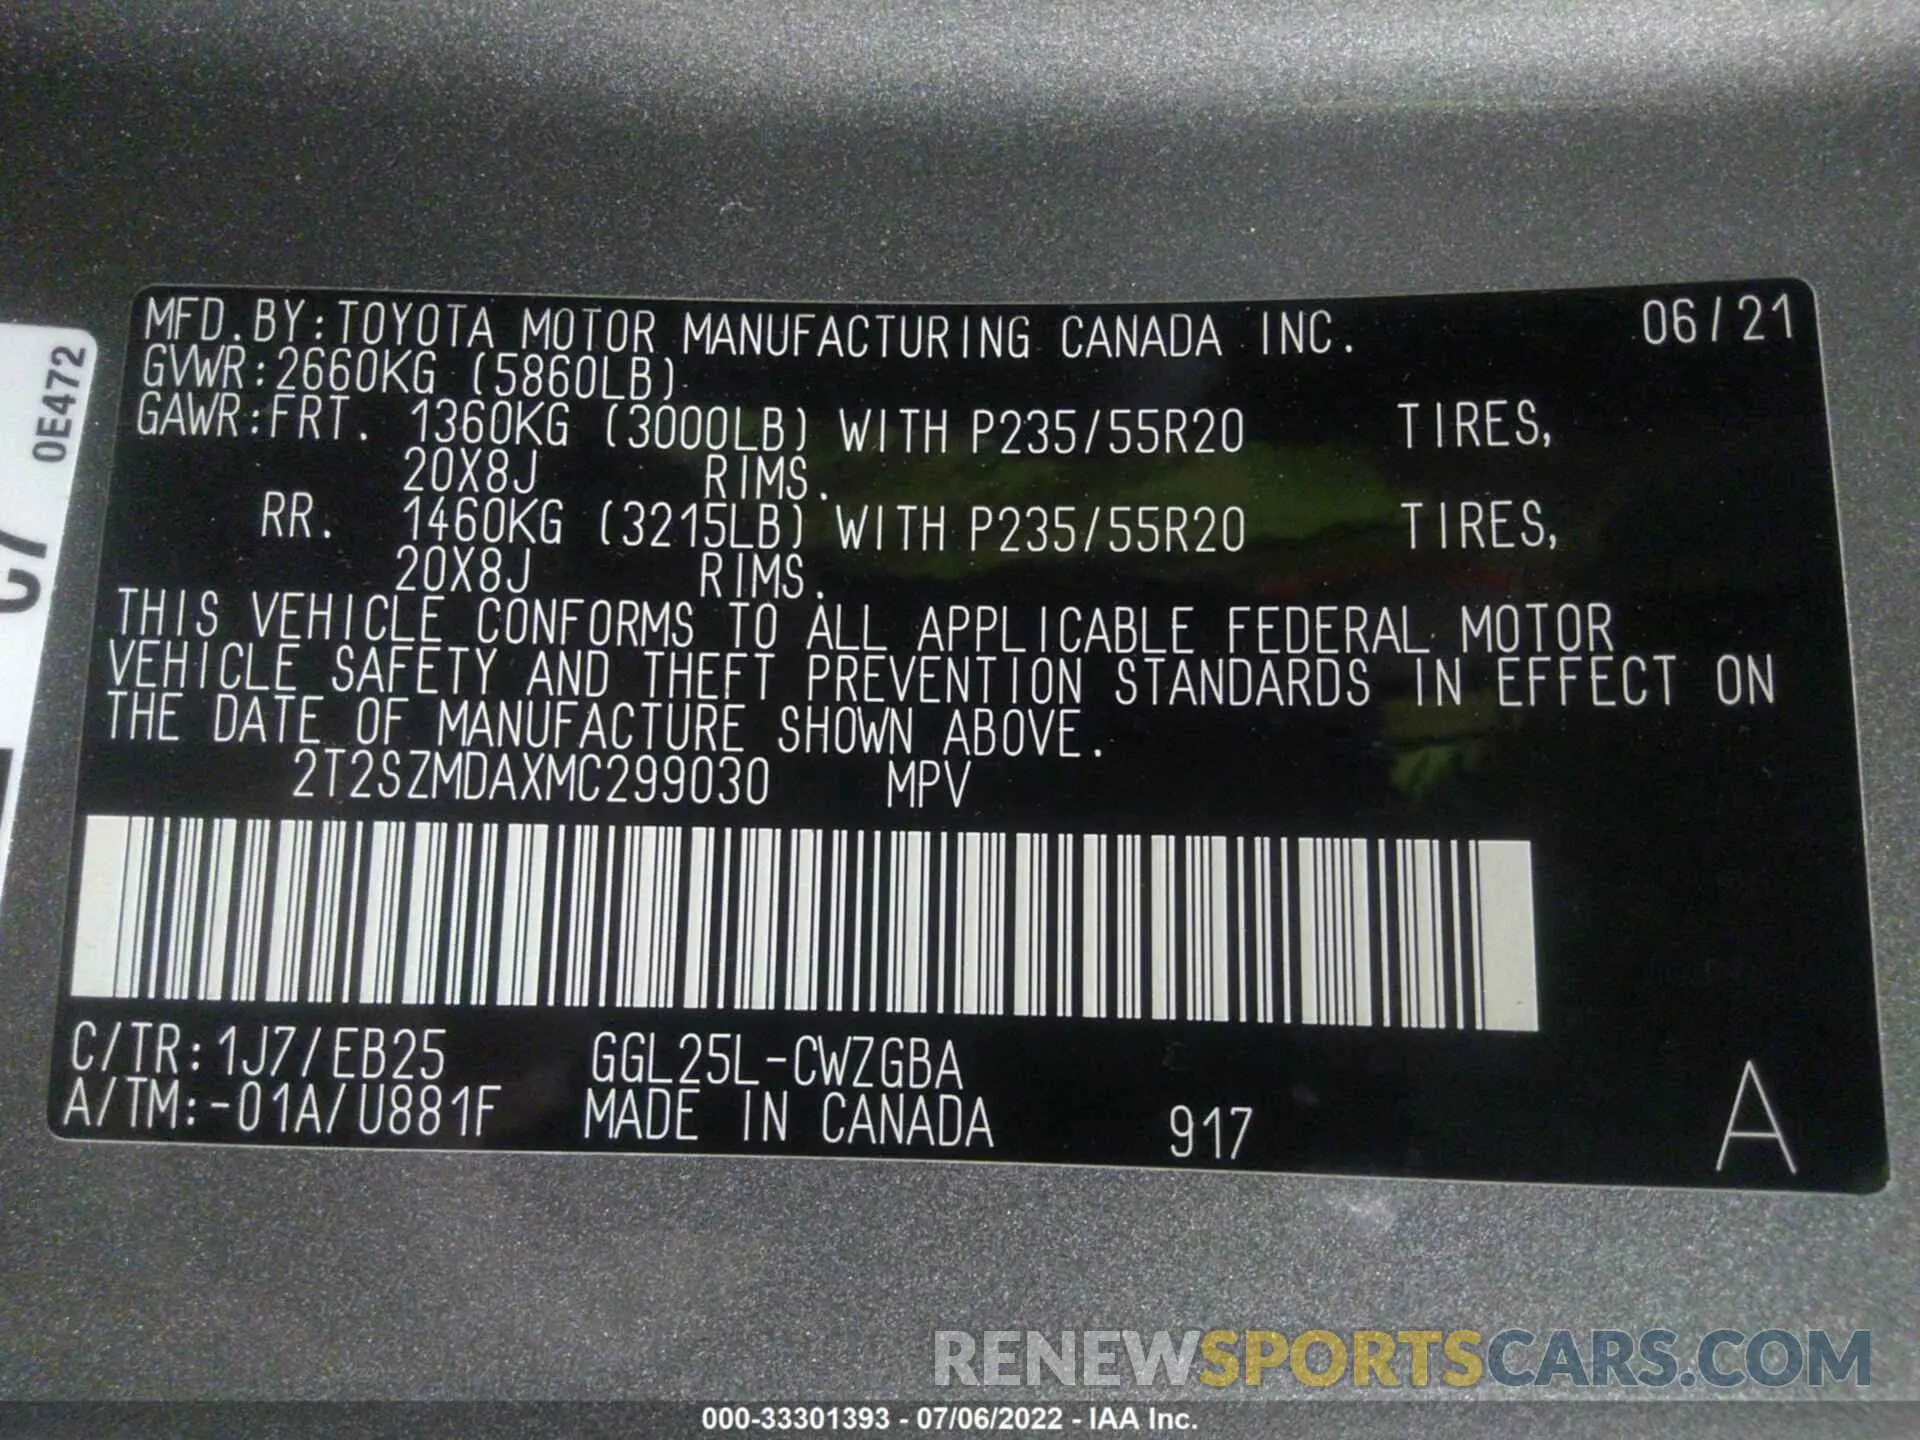 MFD.BY:TOYOTA MOTOR MANUFACTURING CANADA INC. 06/21
GVWR:2660KG (5860LB)
GAWR:FRT. 1360KG (3000LB) WITH P235/55R20 TIRES,
20X8J RIMS.
RR. 1460KG (3215LB) WITH P235/55R20 TIRES,
20X8J RIMS.
THIS VEHICLE CONFORMS TO ALL APPLICABLE FEDERAL MOTOR
VEHICLE SAFETY AND THEFT PREVENTION STANDARDS IN EFFECT ON
THE DATE OF MANUFACTURE SHOWN ABOVE.
2T2SZMDAXMC299030 MPV
C/TR:1J7/EB25 GGL25L-CWZGBA
A/TM:-01A/U881F MADE IN CANADA 917 A
0E472
RENEWSPORTSCARS.COM
000-33301393 - 07/06/2022 - IAA Inc.